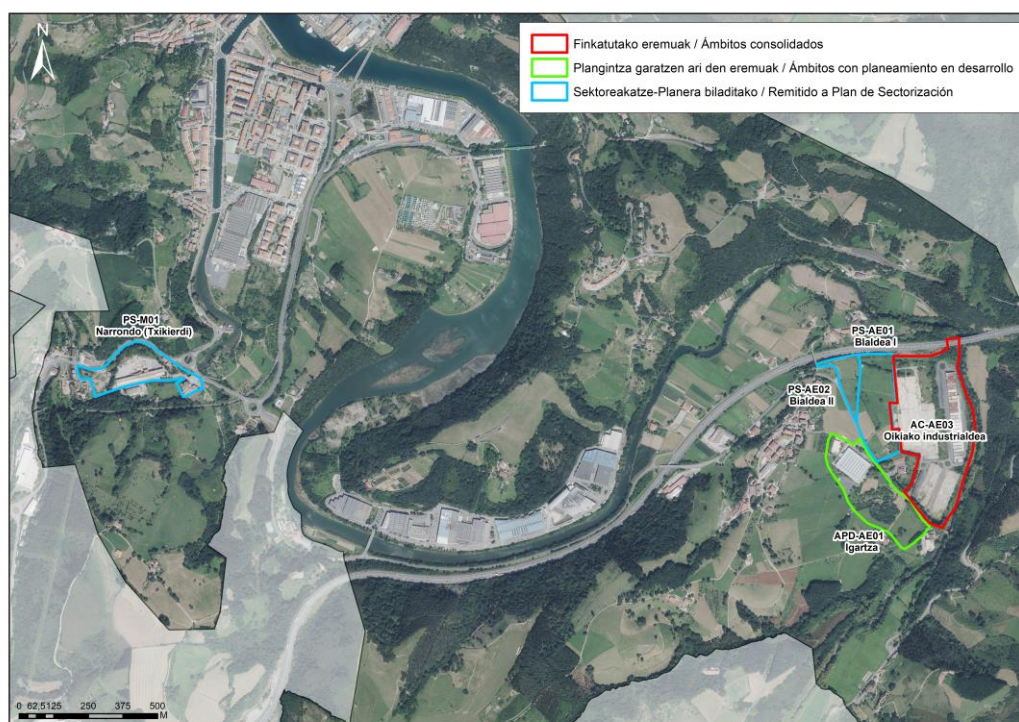 N
Finkatutako eremuak / Ámbitos consolidados
Plangintza garatzen ari den eremuak / Ámbitos con planeamiento en desarrollo
Sektoreakatze-Planera biladitako / Remitido a Plan de Sectorización
PS-M01
Narrondo (Txikierdi)
PS-AE01
Bialdea I
PS-AE02
Bialdea II
AC-AE03
Oikiako industrialdea
APD-AE01
Igartza
0 62,5125 250 375 500
M